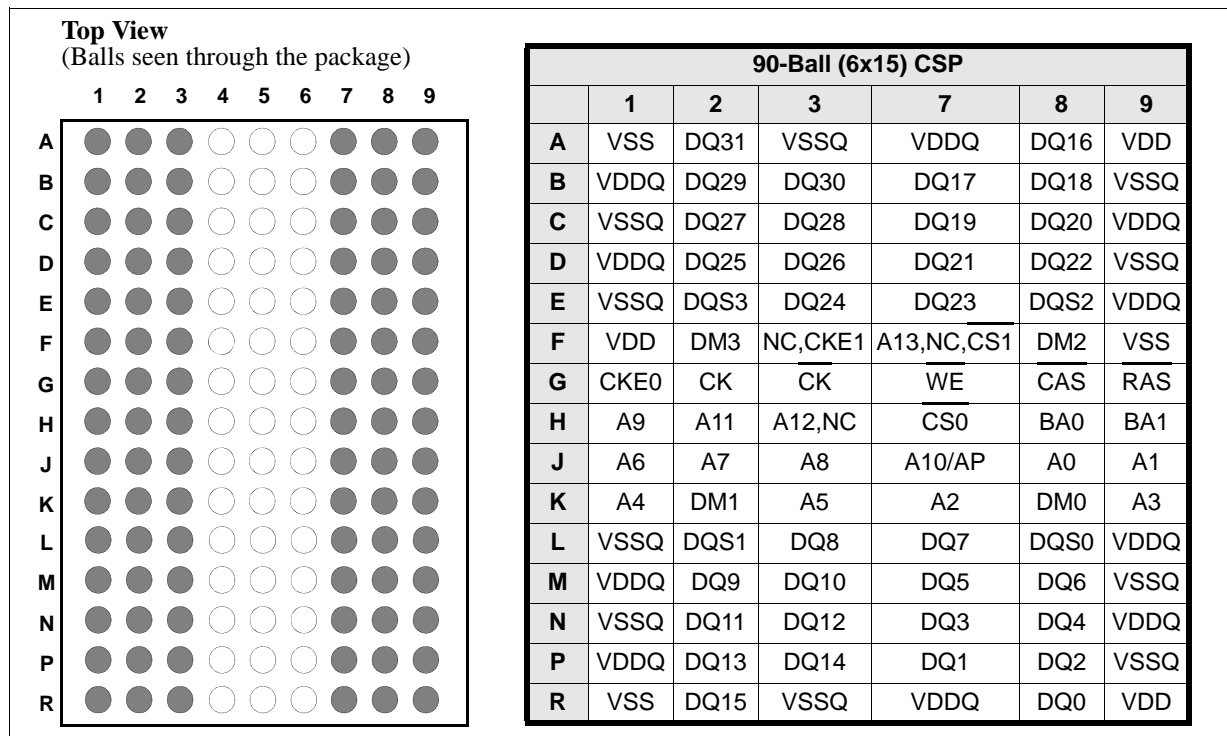 Top View
(Balls seen through the package)
1 2 3 4 5 6 7 8 9
A
B
C
D
E
F
G
H
J
K
L
M
N
P
R
90-Ball (6x15) CSP
1 2 3 7 8 9
A VSS DQ31 VSSQ VDDQ DQ16 VDD
B VDDQ DQ29 DQ30 DQ17 DQ18 VSSQ
C VSSQ DQ27 DQ28 DQ19 DQ20 VDDQ
D VDDQ DQ25 DQ26 DQ21 DQ22 VSSQ
E VSSQ DQS3 DQ24 DQ23 DQS2 VDDQ
F VDD DM3 NC,CKE1 A13,NC,C̅S̅1̅ DM2 VSS
G CKE0 CK C̅K̅ W̅E̅ C̅A̅S̅ R̅A̅S̅
H A9 A11 A12,NC C̅S̅0̅ BA0 BA1
J A6 A7 A8 A10/AP A0 A1
K A4 DM1 A5 A2 DM0 A3
L VSSQ DQS1 DQ8 DQ7 DQS0 VDDQ
M VDDQ DQ9 DQ10 DQ5 DQ6 VSSQ
N VSSQ DQ11 DQ12 DQ3 DQ4 VDDQ
P VDDQ DQ13 DQ14 DQ1 DQ2 VSSQ
R VSS DQ15 VSSQ VDDQ DQ0 VDD